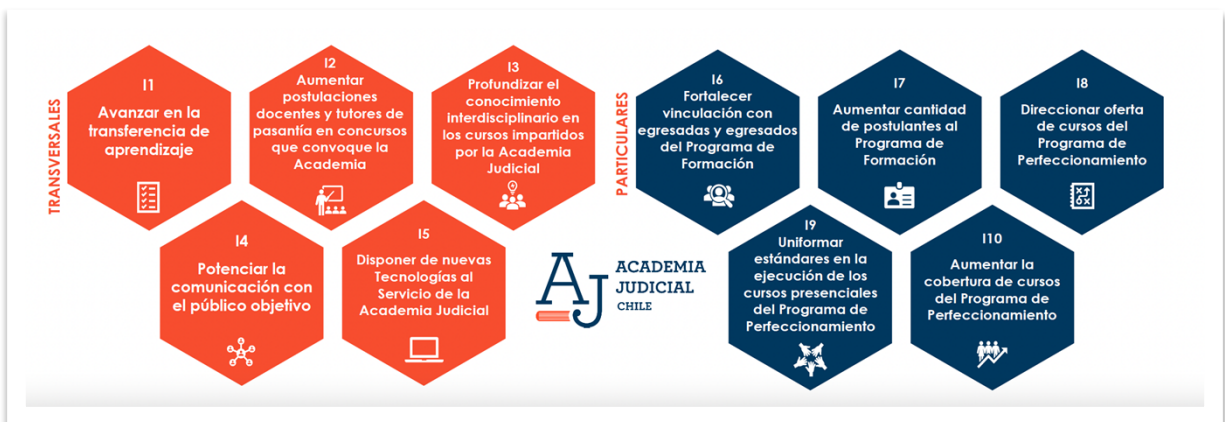 TRANSVERSALES
I1
Avanzar en la
transferencia de
aprendizaje
I2
Aumentar
postulaciones
docentes y tutores de
pasantía en concursos
que convoque la
Academia
I3
Profundizar el
conocimiento
interdisciplinario en
los cursos impartidos
por la Academia
Judicial
I4
Potenciar la
comunicación con
el público objetivo
I5
Disponer de nuevas
Tecnologías al
Servicio de la
Academia Judicial
AJ
ACADEMIA
JUDICIAL
CHILE
PARTICULARES
I6
Fortalecer
vinculación con
egresadas y egresados
del Programa de
Formación
I7
Aumentar cantidad
de postulantes al
Programa de
Formación
I8
Direccionar oferta
de cursos del
Programa de
Perfeccionamiento
I9
Uniformar
estándares en la
ejecución de los
cursos presenciales
del Programa de
Perfeccionamiento
I10
Aumentar la
cobertura de cursos
del Programa de
Perfeccionamiento